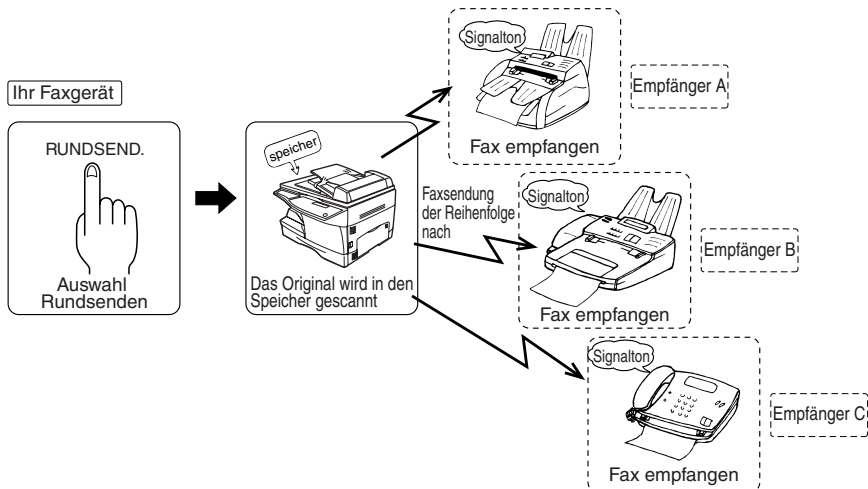 Ihr Faxgerät
RUNDSEND.
Auswahl
Rundsenden
speicher
Das Original wird in den
Speicher gescannt
Faxsendung
der Reihenfolge
nach
Signalton
Fax empfangen
Empfänger A
Signalton
Fax empfangen
Empfänger B
Signalton
Fax empfangen
Empfänger C